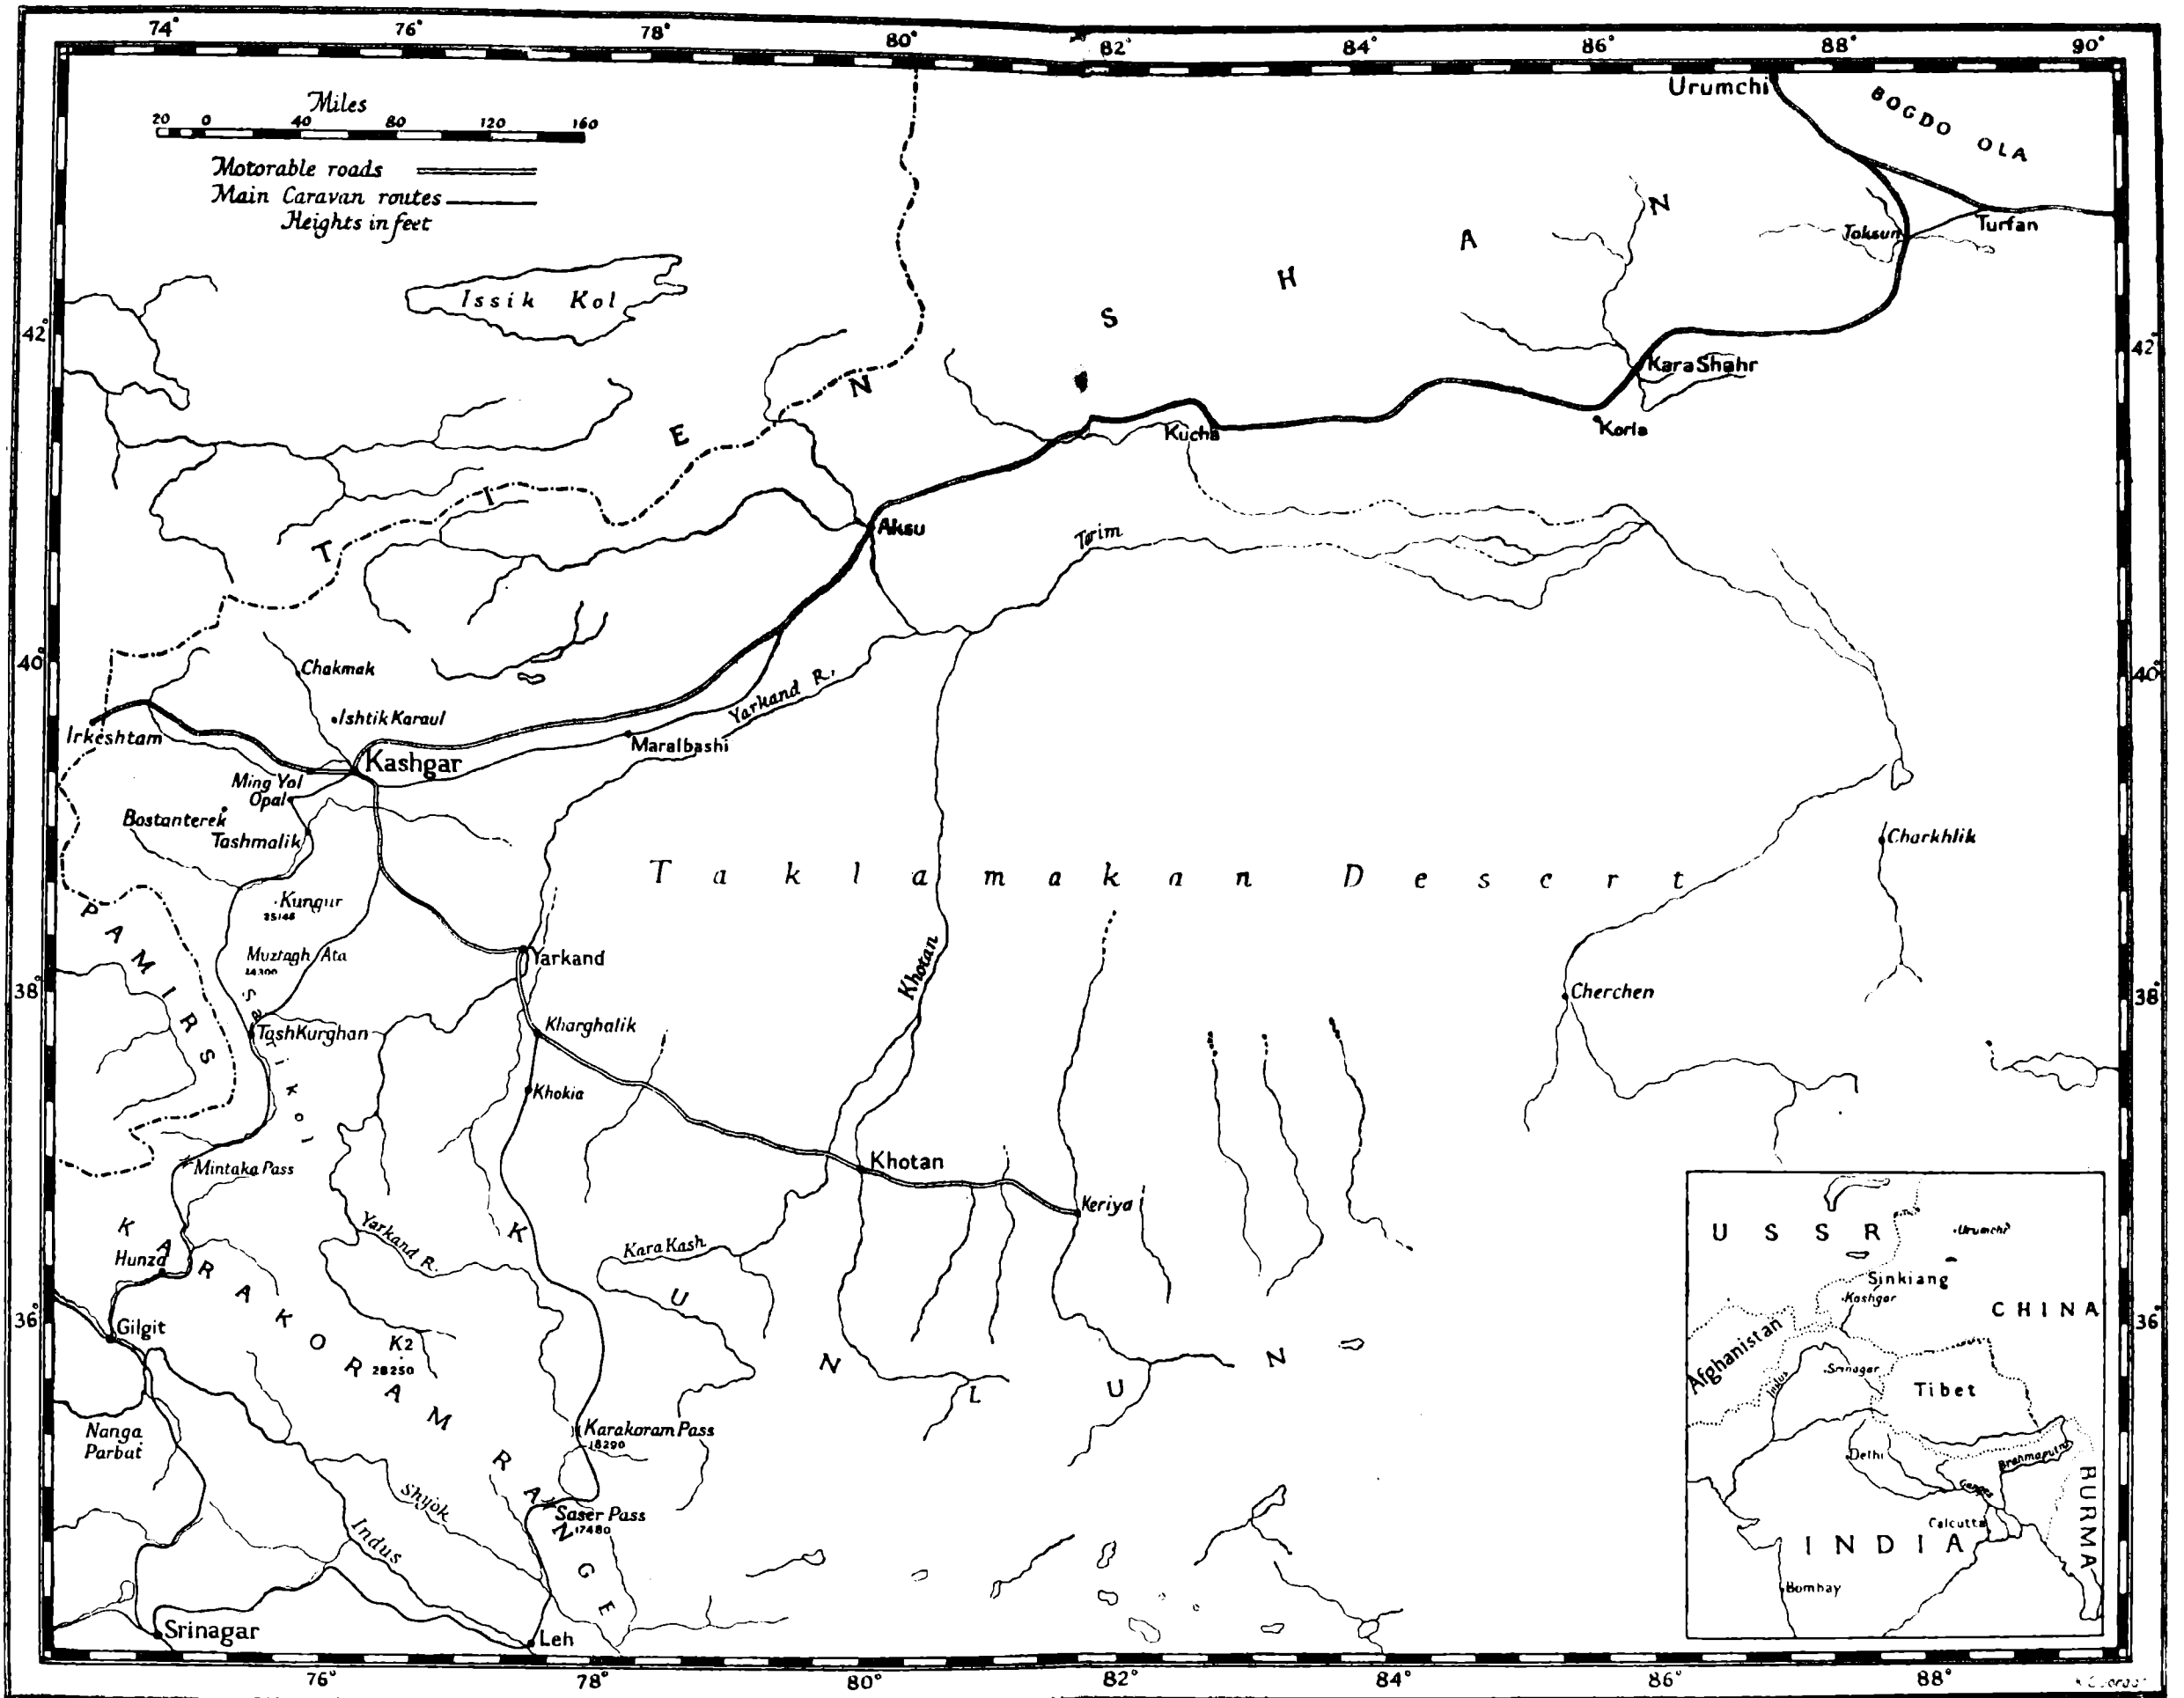 74° 76° 78° 80° 82° 84° 86° 88° 90°
Miles
20 0 40 80 120 160
Motorable roads
Main Caravan routes
Heights in feet
Urumchi
BOGDO OLA
Turfan
Toksun
Issik Kol
TIEN SHAN
42° 42°
Kara Shahr
Korla
Kucha
Aksu
Tarim
40° 40°
Chakmak
Ishtik Karaul
Irkeshtam
Kashgar
Maralbashi
Yarkand R.
Ming Yol
Opal
Bostanterek
Tashmalik
Charkhlik
Taklamakan Desert
Kungur
25146
PAMIRS
Muztagh Ata
24300
Sarikol
Yarkand
Khotan
Cherchen
38° 38°
TashKurghan
Kharghalik
Khokia
Mintaka Pass
Khotan
Keriya
KARAKORAM RANGE
Hunza
Yarkand R.
Kara Kash
KUNLUN
36° 36°
Gilgit
K2
28250
Nanga
Parbat
Karakoram Pass
18290
Shyok
Indus
Saser Pass
17480
Srinagar
Leh
USSR
Urumchi
Sinkiang
Kashgar
CHINA
Afghanistan
Srinagar
Indus
Tibet
Delhi
Brahmaputra
Ganges
BURMA
Calcutta
INDIA
Bombay
76° 78° 80° 82° 84° 86° 88°